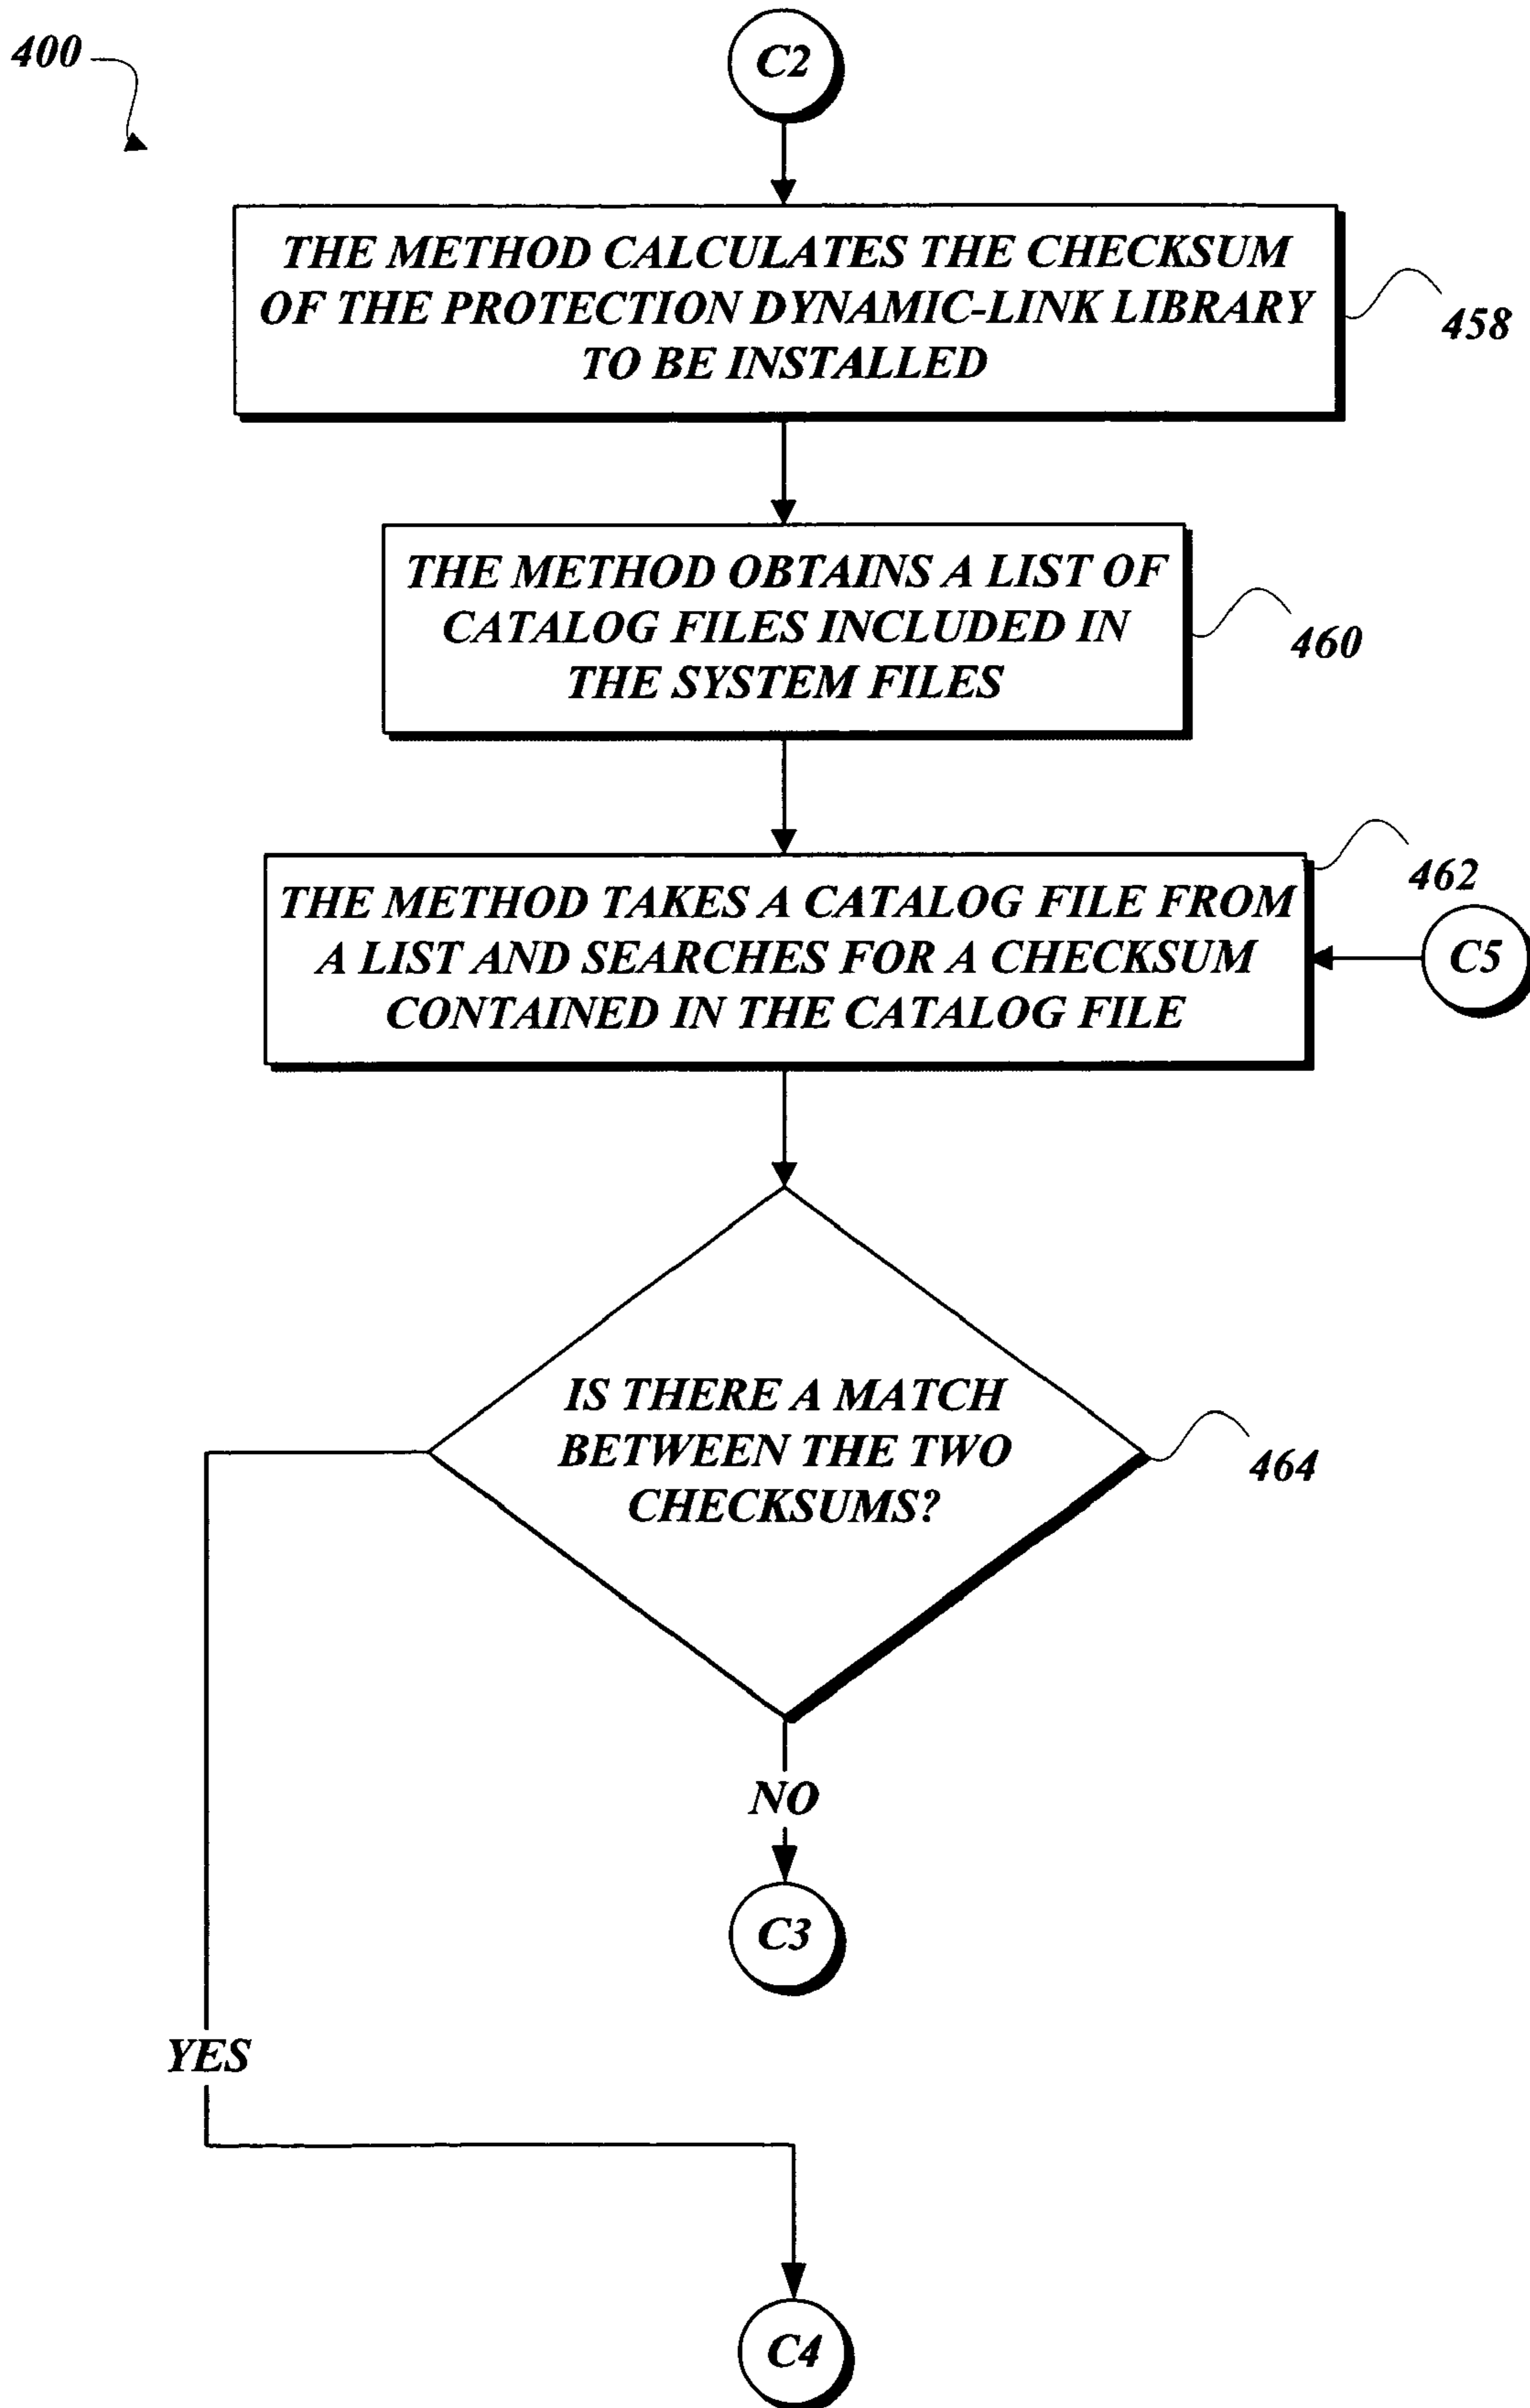 400
C2
THE METHOD CALCULATES THE CHECKSUM
OF THE PROTECTION DYNAMIC-LINK LIBRARY
TO BE INSTALLED
458
THE METHOD OBTAINS A LIST OF
CATALOG FILES INCLUDED IN
THE SYSTEM FILES
460
THE METHOD TAKES A CATALOG FILE FROM
A LIST AND SEARCHES FOR A CHECKSUM
CONTAINED IN THE CATALOG FILE
462
C5
IS THERE A MATCH
BETWEEN THE TWO
CHECKSUMS?
464
NO
C3
YES
C4